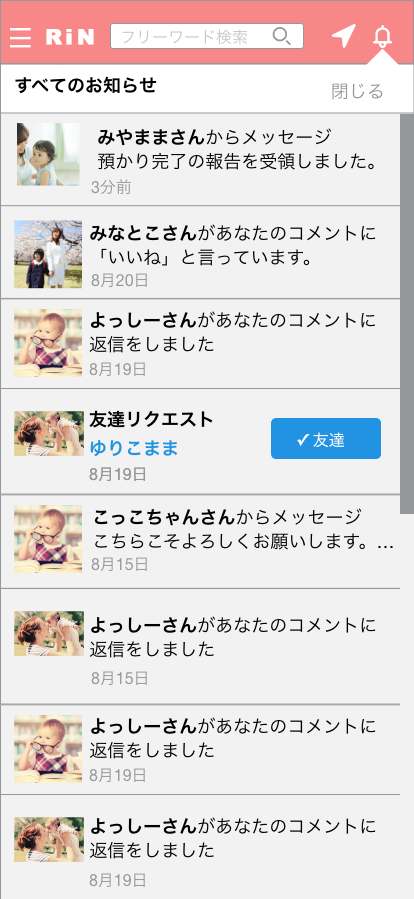 RiN
フリーワード検索
すべてのお知らせ
閉じる
みやままさんからメッセージ
預かり完了の報告を受領しました。
3分前
みなとこさんがあなたのコメントに
「いいね」と言っています。
8月20日
よっしーさんがあなたのコメントに
返信をしました
8月19日
友達リクエスト
ゆりこまま
8月19日
✓友達
こっこちゃんさんからメッセージ
こちらこそよろしくお願いします。…
8月15日
よっしーさんがあなたのコメントに
返信をしました
8月15日
よっしーさんがあなたのコメントに
返信をしました
8月19日
よっしーさんがあなたのコメントに
返信をしました
8月19日